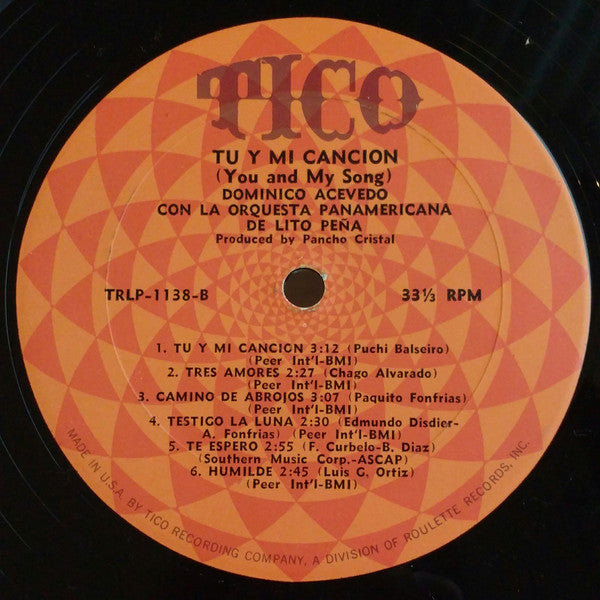 TICO
TU Y MI CANCION
(You and My Song)
DOMINICO ACEVEDO
CON LA ORQUESTA PANAMERICANA
DE LITO PEÑA
Produced by Pancho Cristal
TRLP-1138-B
33⅓ RPM
1. TU Y MI CANCION 3:12 (Puchi Balseiro)
(Peer Int'l-BMI)
2. TRES AMORES 2:27 (Chago Alvarado)
(Peer Int'l-BMI)
3. CAMINO DE ABROJOS 3:07 (Paquito Fonfrias)
(Peer Int'l-BMI)
4. TESTIGO LA LUNA 2:30 (Edmundo Disdier-
A. Fonfrias) (Peer Int'l-BMI)
5. TE ESPERO 2:55 (F. Curbelo-B. Diaz)
(Southern Music Corp.-ASCAP)
6. HUMILDE 2:45 (Luis G. Ortiz)
(Peer Int'l-BMI)
MADE IN U.S.A. BY TICO RECORDING COMPANY, A DIVISION OF ROULETTE RECORDS, INC.